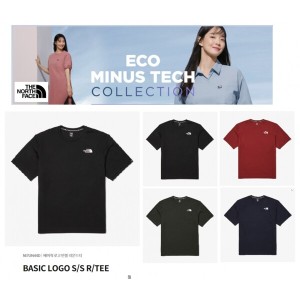 ECO
MINUS TECH
COLLECTION
THE
NORTH
FACE
BASIC LOGO S/S R/TEE